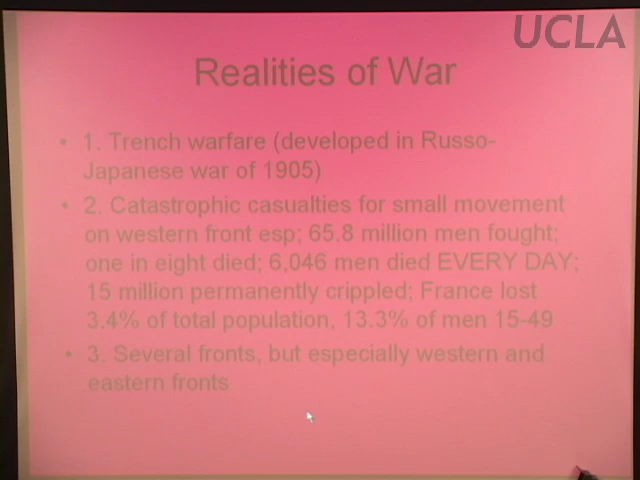 UCLA
Realities of War
• 1. Trench warfare (developed in Russo-
Japanese war of 1905)
• 2. Catastrophic casualties for small movement
on western front esp; 65.8 million men fought;
one in eight died; 6,046 men died EVERY DAY;
15 million permanently crippled; France lost
3.4% of total population, 13.3% of men 15-49
• 3. Several fronts, but especially western and
eastern fronts